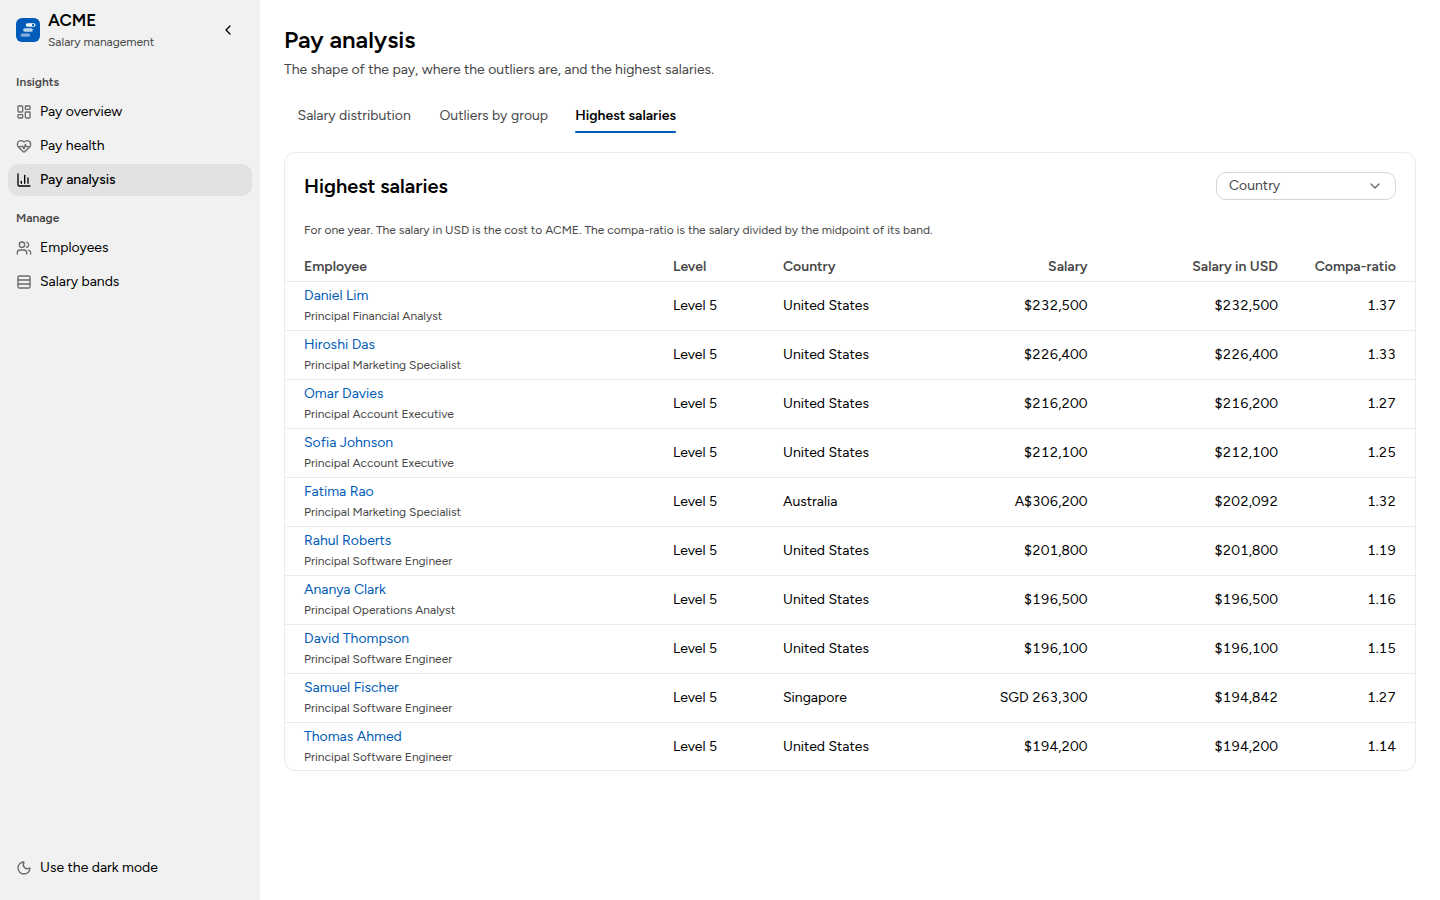 ACME
Salary management
Insights
Pay overview
Pay health
Pay analysis
Manage
Employees
Salary bands
Use the dark mode
Pay analysis
The shape of the pay, where the outliers are, and the highest salaries.
Salary distribution Outliers by group Highest salaries
Highest salaries
Country
For one year. The salary in USD is the cost to ACME. The compa-ratio is the salary divided by the midpoint of its band.
Employee Level Country Salary Salary in USD Compa-ratio
Daniel Lim
Principal Financial Analyst
Level 5 United States $232,500 $232,500 1.37
Hiroshi Das
Principal Marketing Specialist
Level 5 United States $226,400 $226,400 1.33
Omar Davies
Principal Account Executive
Level 5 United States $216,200 $216,200 1.27
Sofia Johnson
Principal Account Executive
Level 5 United States $212,100 $212,100 1.25
Fatima Rao
Principal Marketing Specialist
Level 5 Australia A$306,200 $202,092 1.32
Rahul Roberts
Principal Software Engineer
Level 5 United States $201,800 $201,800 1.19
Ananya Clark
Principal Operations Analyst
Level 5 United States $196,500 $196,500 1.16
David Thompson
Principal Software Engineer
Level 5 United States $196,100 $196,100 1.15
Samuel Fischer
Principal Software Engineer
Level 5 Singapore SGD 263,300 $194,842 1.27
Thomas Ahmed
Principal Software Engineer
Level 5 United States $194,200 $194,200 1.14